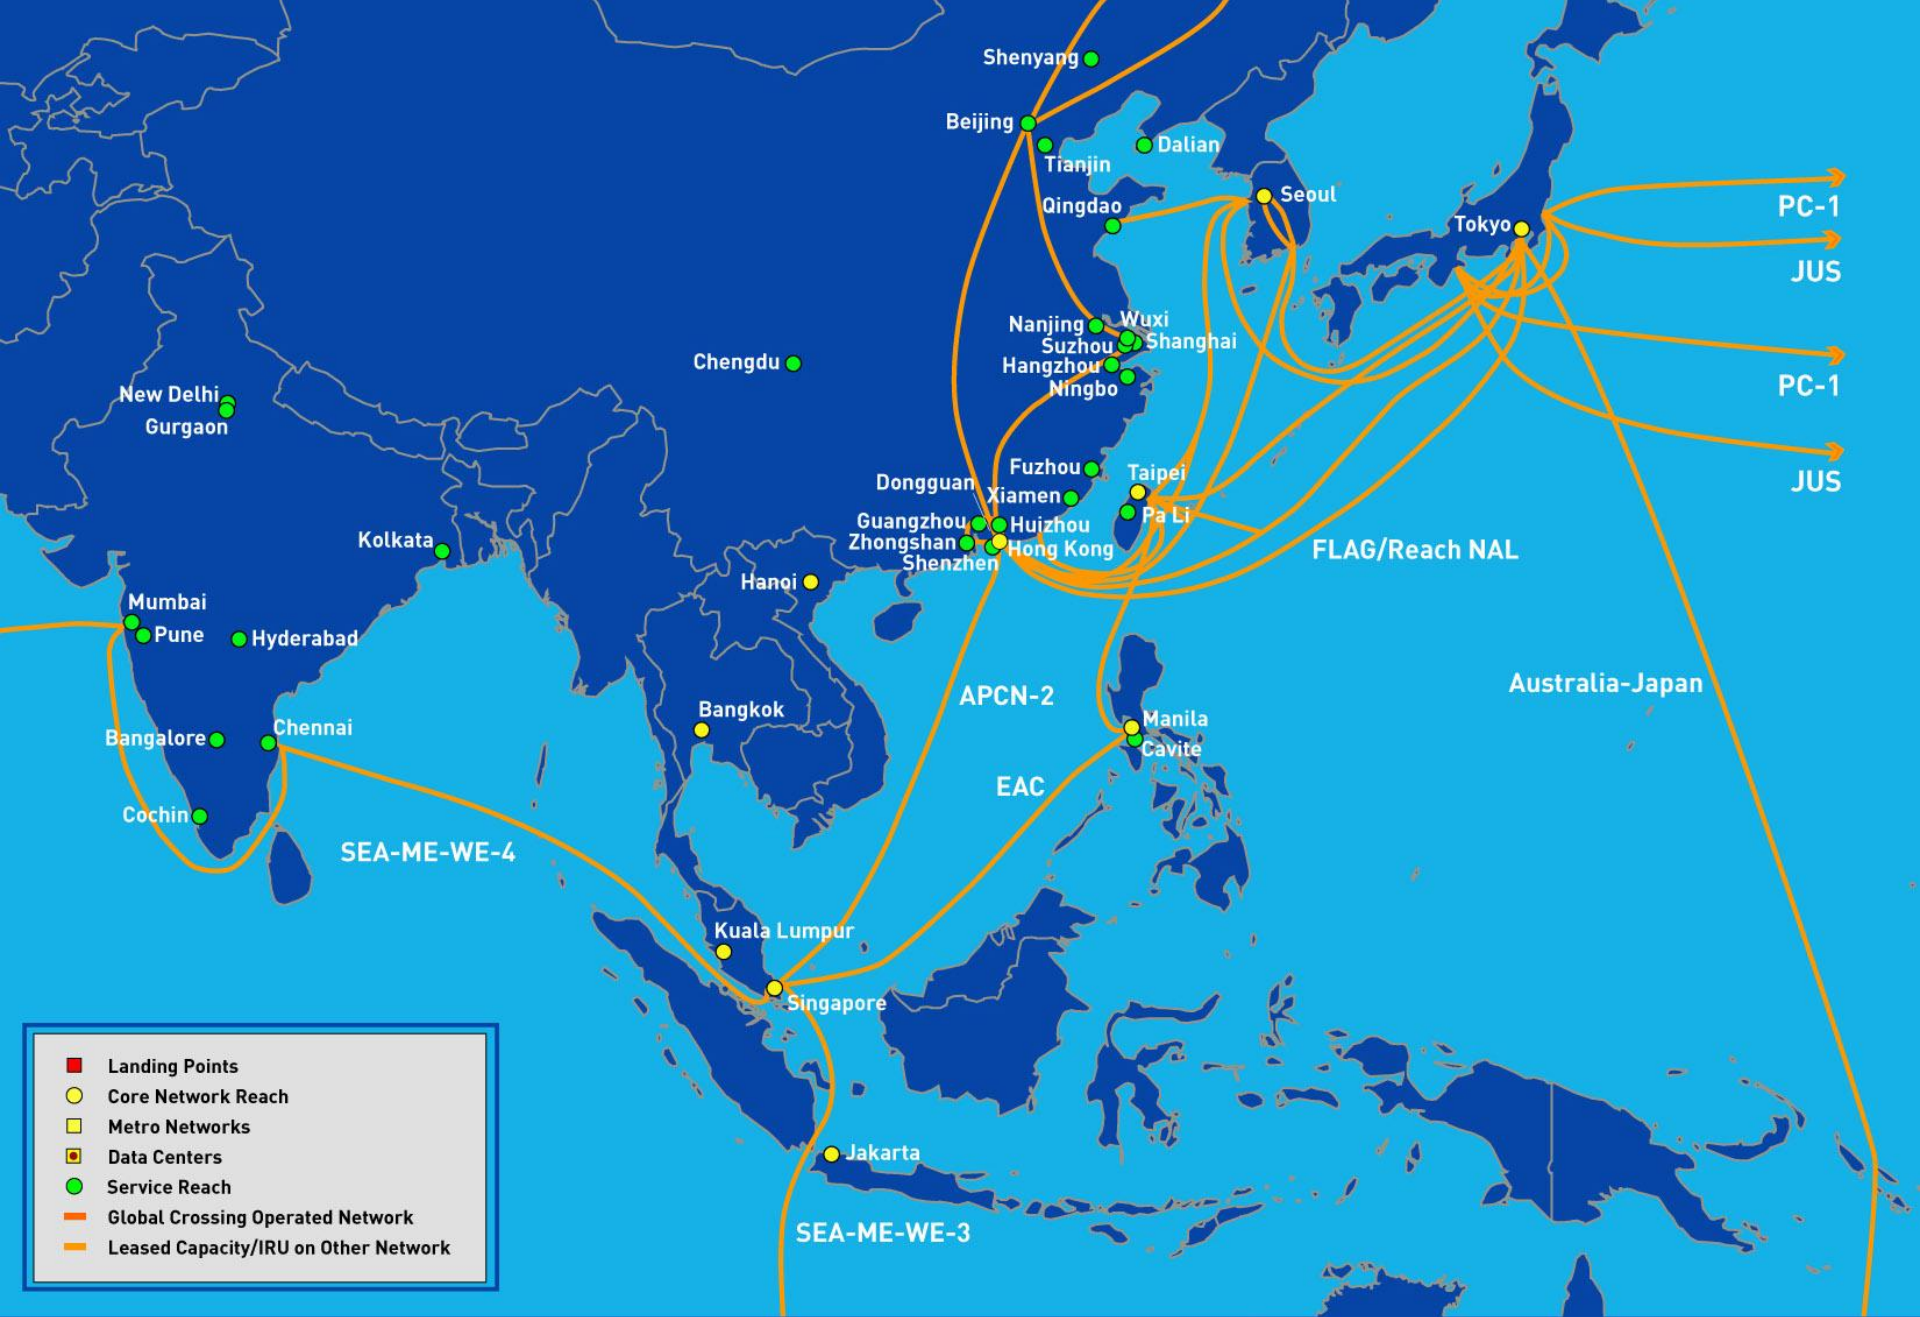 Shenyang
Beijing
Dalian
Tianjin
Qingdao
Seoul
PC-1
Tokyo
JUS
Nanjing
Wuxi
Suzhou
Shanghai
Chengdu
Hangzhou
Ningbo
PC-1
New Delhi
Gurgaon
Fuzhou
Taipei
Dongguan
Xiamen
JUS
Guangzhou
Huizhou
Pa Li
Kolkata
Zhongshan
Hong Kong
FLAG/Reach NAL
Shenzhen
Hanoi
Mumbai
Pune
Hyderabad
APCN-2
Australia-Japan
Bangkok
Manila
Chennai
Bangalore
Cavite
EAC
Cochin
SEA-ME-WE-4
Kuala Lumpur
Singapore
Jakarta
SEA-ME-WE-3
Landing Points
Core Network Reach
Metro Networks
Data Centers
Service Reach
Global Crossing Operated Network
Leased Capacity/IRU on Other Network